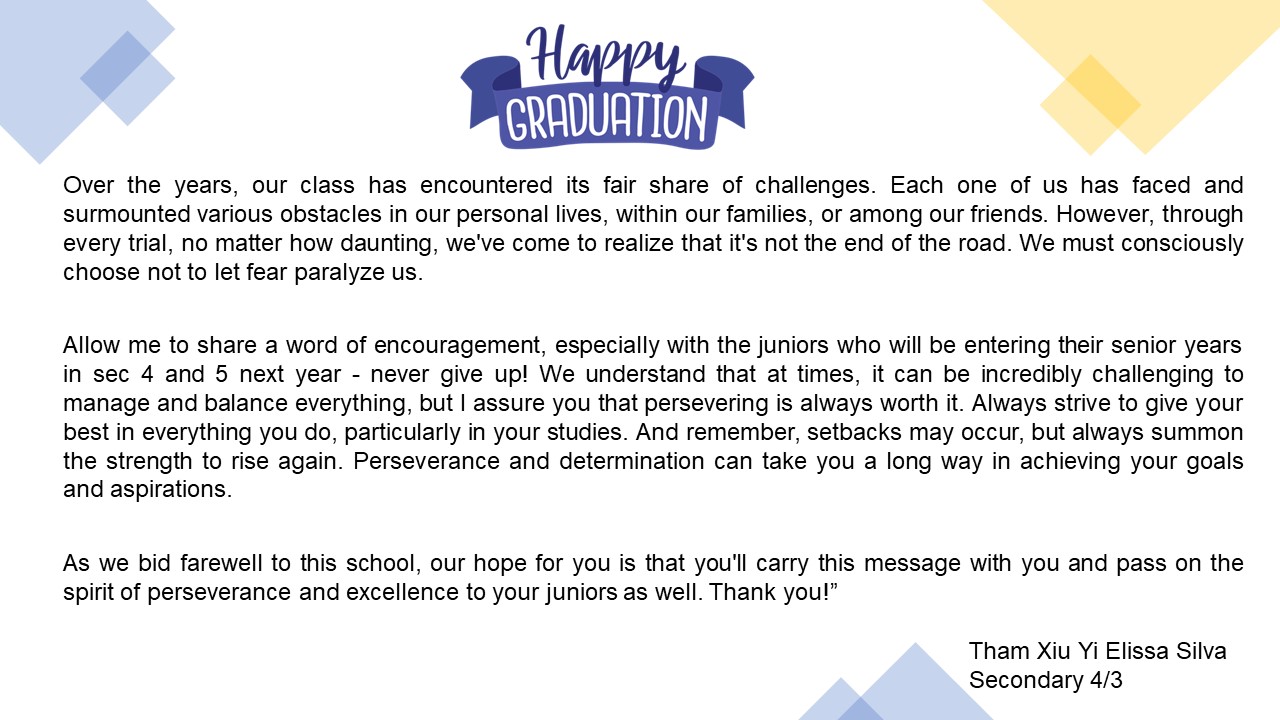 Happy
GRADUATION
Over the years, our class has encountered its fair share of challenges. Each one of us has faced and
surmounted various obstacles in our personal lives, within our families, or among our friends. However, through
every trial, no matter how daunting, we've come to realize that it's not the end of the road. We must consciously
choose not to let fear paralyze us.
Allow me to share a word of encouragement, especially with the juniors who will be entering their senior years
in sec 4 and 5 next year - never give up! We understand that at times, it can be incredibly challenging to
manage and balance everything, but I assure you that persevering is always worth it. Always strive to give your
best in everything you do, particularly in your studies. And remember, setbacks may occur, but always summon
the strength to rise again. Perseverance and determination can take you a long way in achieving your goals
and aspirations.
As we bid farewell to this school, our hope for you is that you'll carry this message with you and pass on the
spirit of perseverance and excellence to your juniors as well. Thank you!”
Tham Xiu Yi Elissa Silva
Secondary 4/3